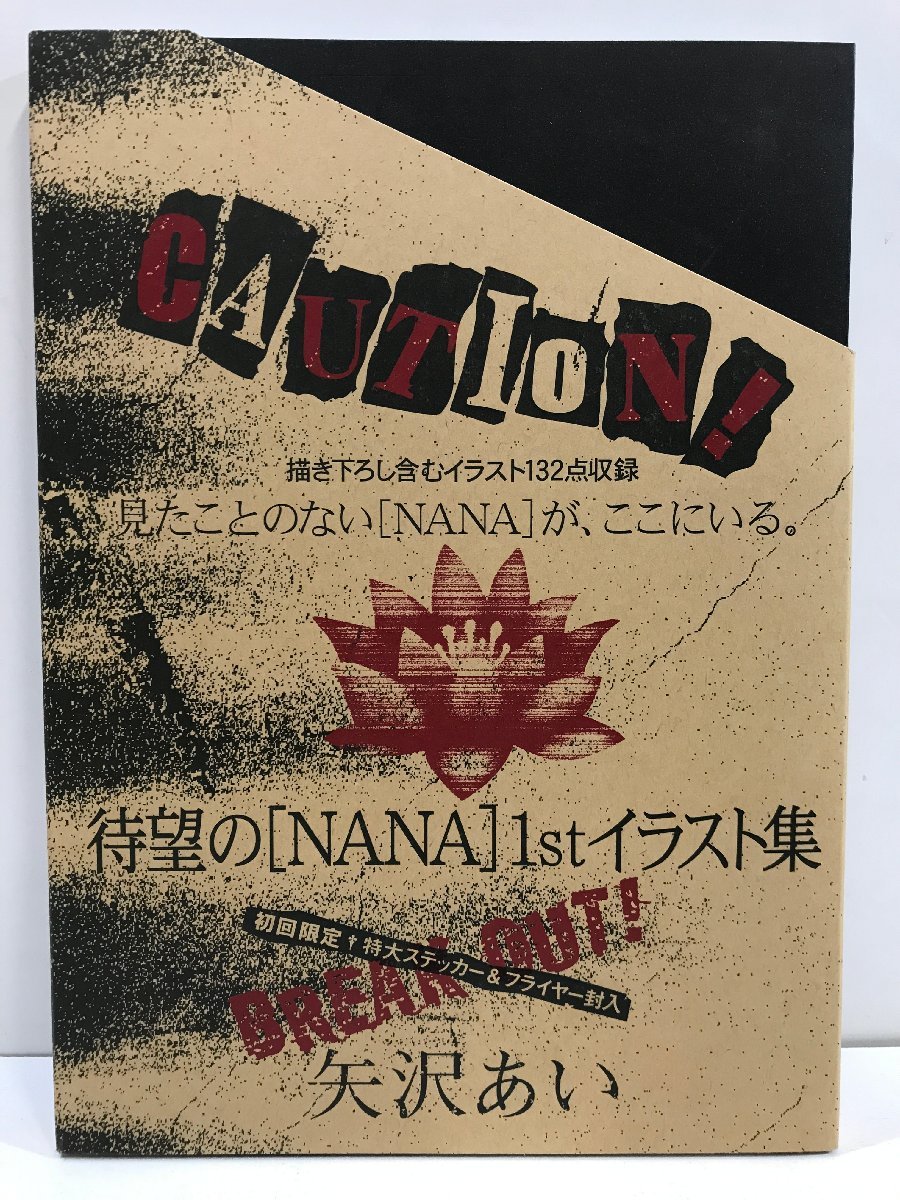 CAUTION!
描き下ろし含むイラスト132点収録
見たことのない[NANA]が、ここにいる。
待望の[NANA]1stイラスト集
BREAK OUT!
初回限定†特大ステッカー&フライヤー封入
矢沢あい